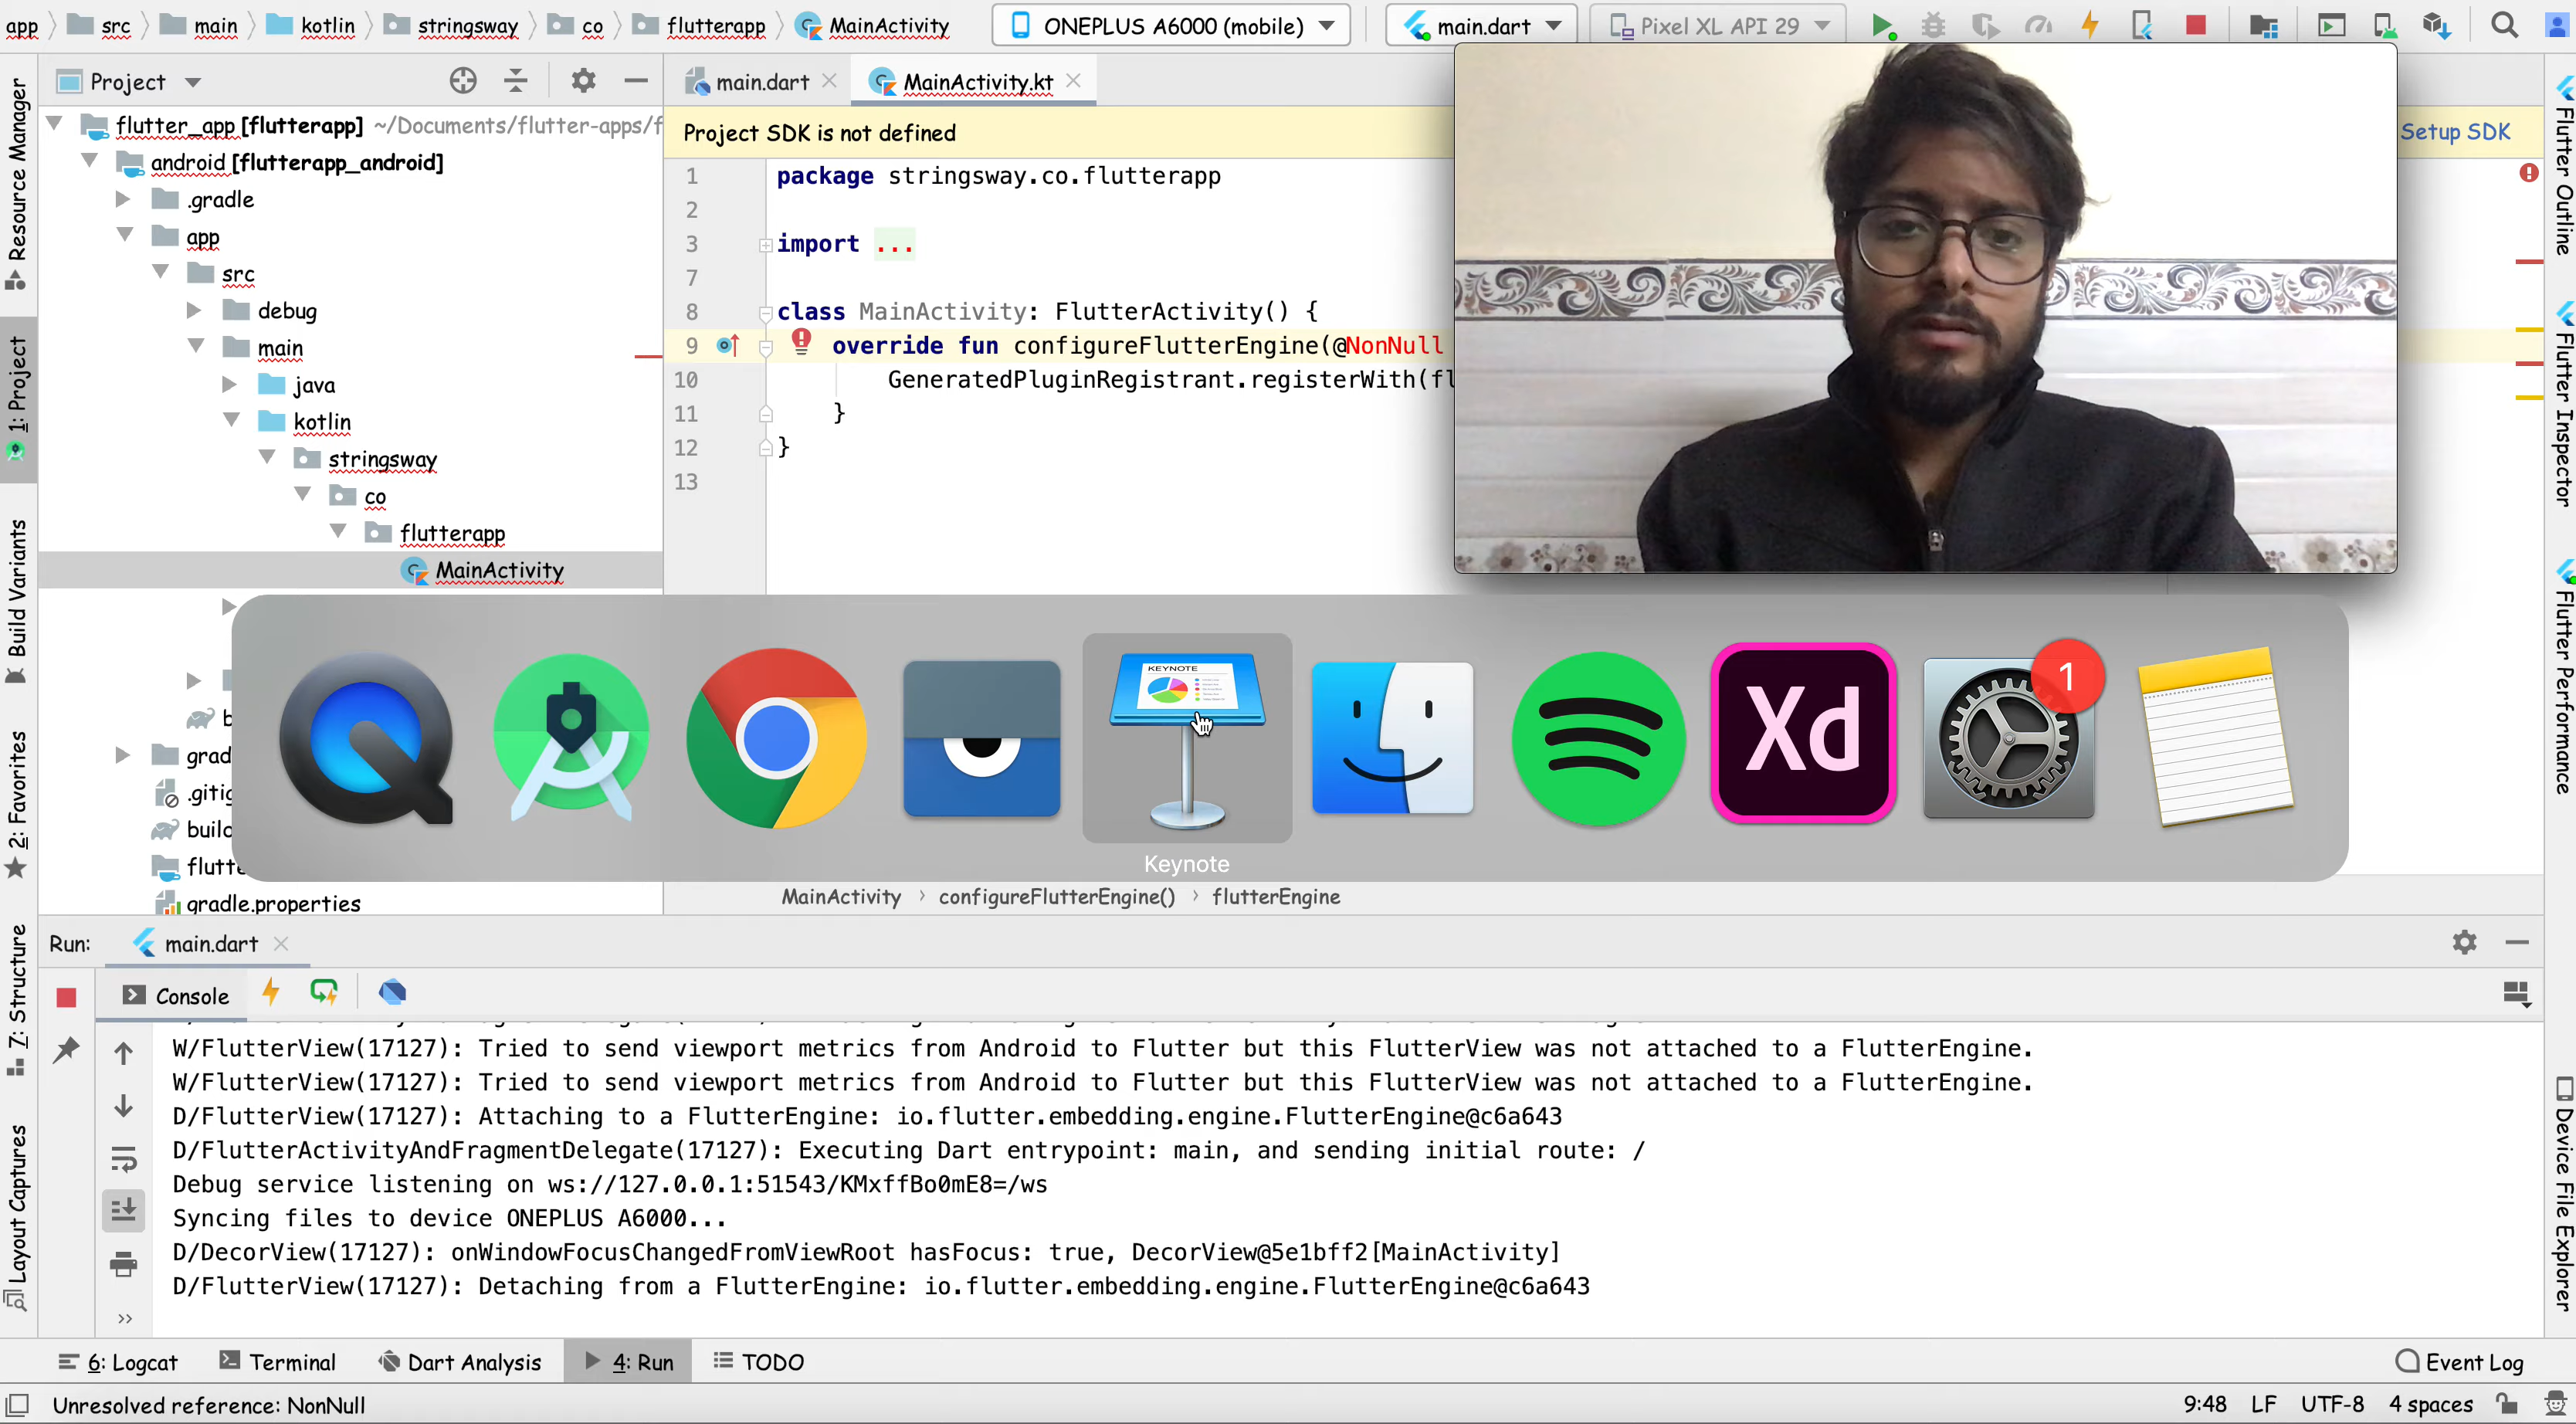 app src main kotlin stringsway co flutterapp MainActivity ONEPLUS A6000 (mobile) main.dart Pixel XL API 29
Project
main.dart
MainActivity.kt
flutter_app [flutterapp] ~/Documents/flutter-apps/f
Project SDK is not defined
Setup SDK
android [flutterapp_android]
.gradle
app
src
debug
main
java
kotlin
stringsway
co
flutterapp
MainActivity
b
grad
.gitig
builc
flutte
gradle.properties
1 package stringsway.co.flutterapp
2
3 import ...
7
8 class MainActivity: FlutterActivity() {
9 override fun configureFlutterEngine(@NonNull
10 GeneratedPluginRegistrant.registerWith(fl
11 }
12 }
13
KEYNOTE
Xd
1
Keynote
MainActivity › configureFlutterEngine() › flutterEngine
Run: main.dart
Console
W/FlutterView(17127): Tried to send viewport metrics from Android to Flutter but this FlutterView was not attached to a FlutterEngine.
W/FlutterView(17127): Tried to send viewport metrics from Android to Flutter but this FlutterView was not attached to a FlutterEngine.
D/FlutterView(17127): Attaching to a FlutterEngine: io.flutter.embedding.engine.FlutterEngine@c6a643
D/FlutterActivityAndFragmentDelegate(17127): Executing Dart entrypoint: main, and sending initial route: /
Debug service listening on ws://127.0.0.1:51543/KMxffBo0mE8=/ws
Syncing files to device ONEPLUS A6000...
D/DecorView(17127): onWindowFocusChangedFromViewRoot hasFocus: true, DecorView@5e1bff2[MainActivity]
D/FlutterView(17127): Detaching from a FlutterEngine: io.flutter.embedding.engine.FlutterEngine@c6a643
6: Logcat Terminal Dart Analysis 4: Run TODO Event Log
Unresolved reference: NonNull 9:48 LF UTF-8 4 spaces
Resource Manager
1: Project
Build Variants
2: Favorites
7: Structure
Layout Captures
Flutter Outline
Flutter Inspector
Flutter Performance
Device File Explorer